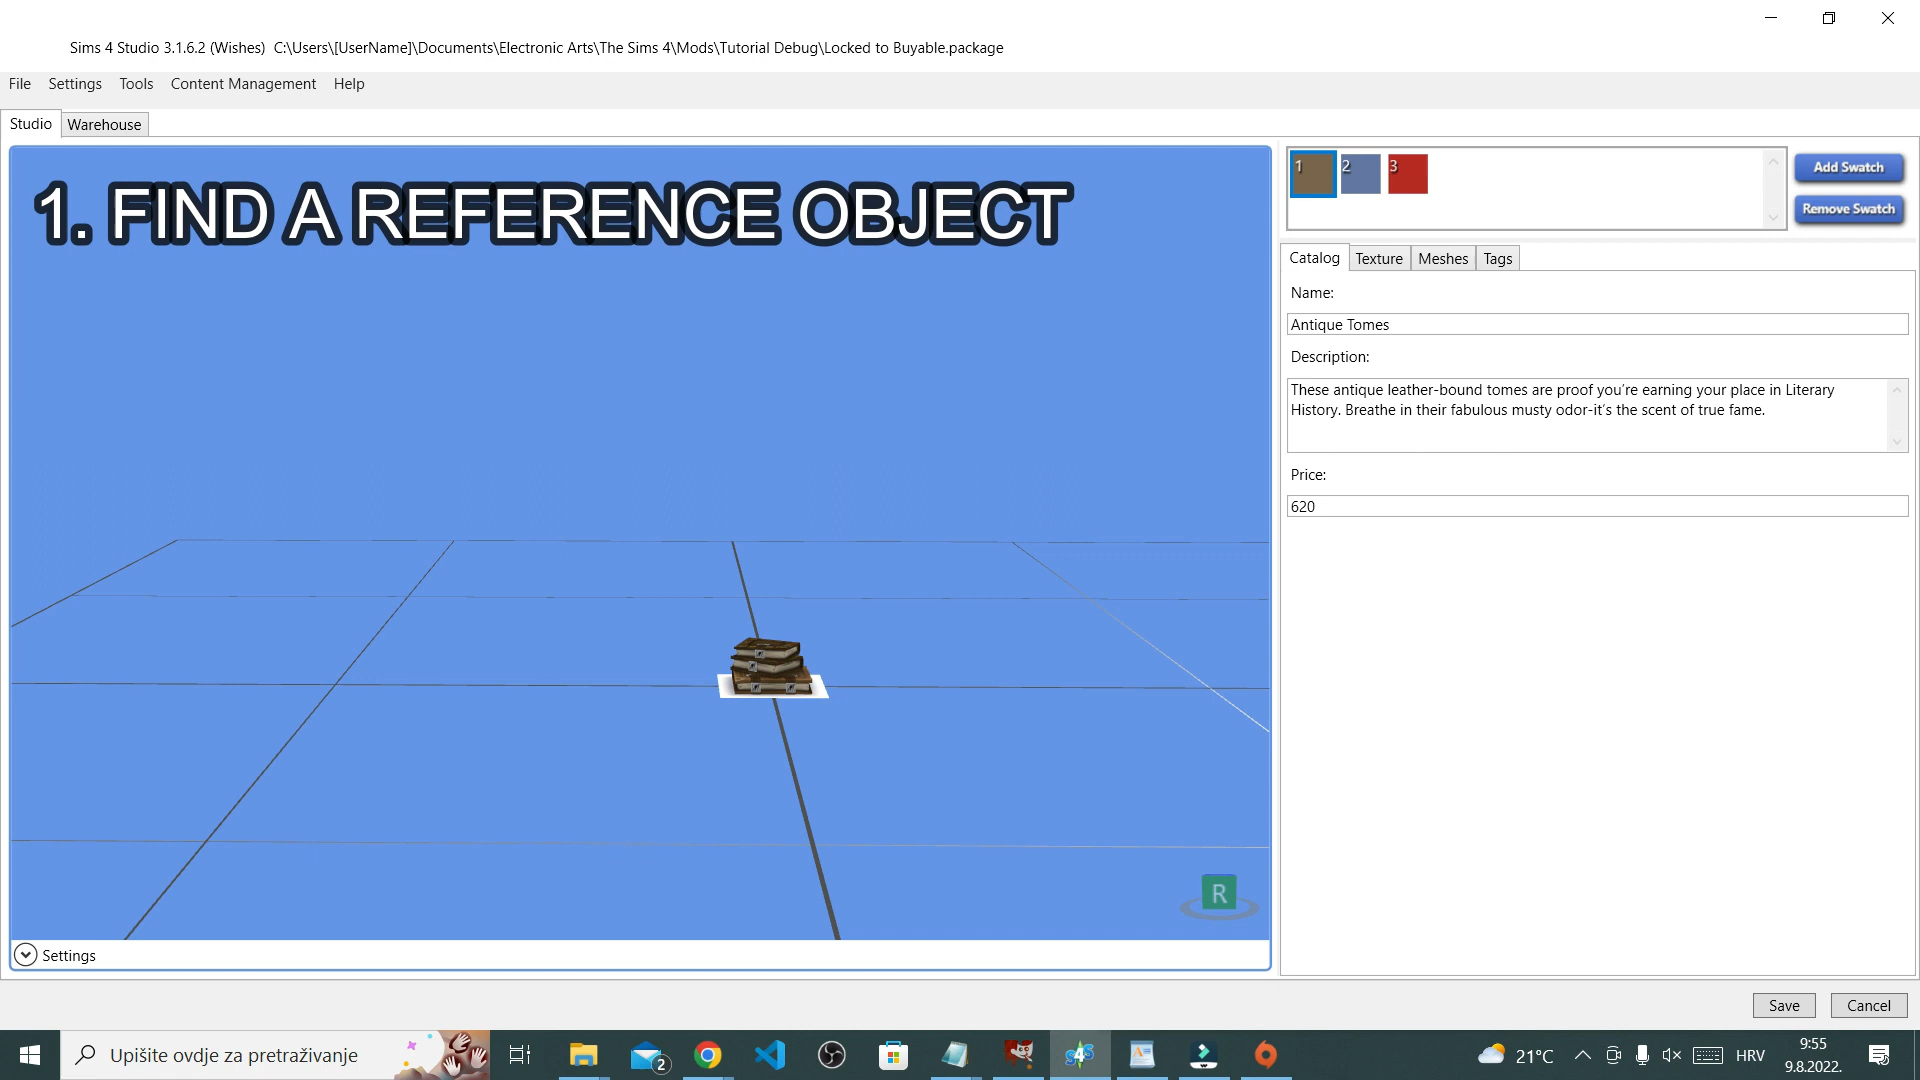 Sims 4 Studio 3.1.6.2 (Wishes)  C:\Users\[UserName]\Documents\Electronic Arts\The Sims 4\Mods\Tutorial Debug\Locked to Buyable.package
File Settings Tools Content Management Help
Studio Warehouse
1. FIND A REFERENCE OBJECT
R
Settings
1 2 3
Add Swatch
Remove Swatch
Catalog Texture Meshes Tags
Name:
Antique Tomes
Description:
These antique leather-bound tomes are proof you're earning your place in Literary
History. Breathe in their fabulous musty odor-it's the scent of true fame.
Price:
620
Save Cancel
Upišite ovdje za pretraživanje
2
S4S
21°C
HRV
9:55
9.8.2022.